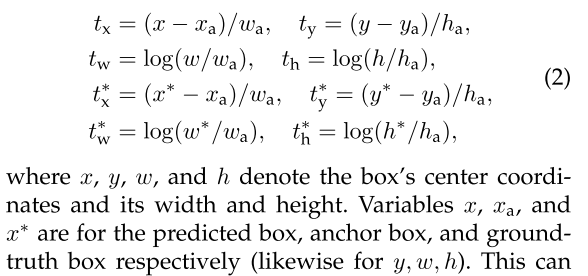 tx = (x − xa)/wa, ty = (y − ya)/ha,
tw = log(w/wa), th = log(h/ha),
t*x = (x* − xa)/wa, t*y = (y* − ya)/ha,
t*w = log(w*/wa), t*h = log(h*/ha),
(2)
where x, y, w, and h denote the box's center coordi-
nates and its width and height. Variables x, xa, and
x* are for the predicted box, anchor box, and ground-
truth box respectively (likewise for y, w, h). This can